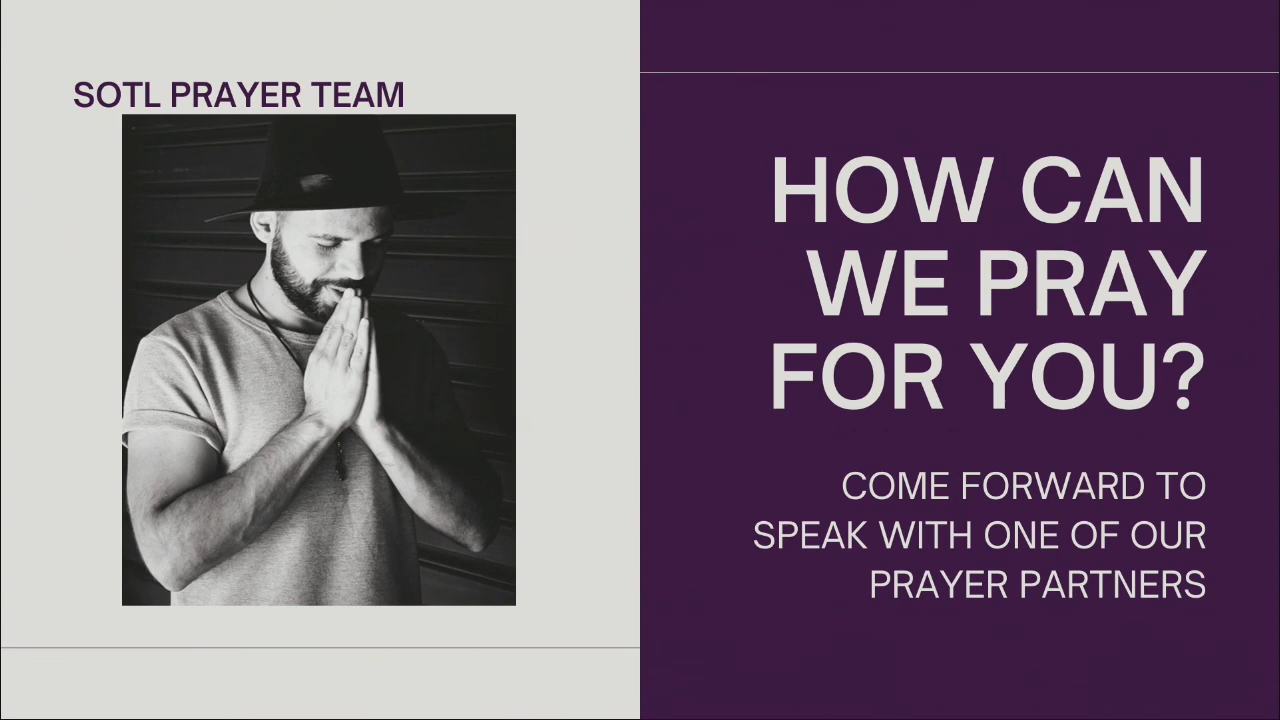 SOTL PRAYER TEAM
HOW CAN
WE PRAY
FOR YOU?
COME FORWARD TO
SPEAK WITH ONE OF OUR
PRAYER PARTNERS